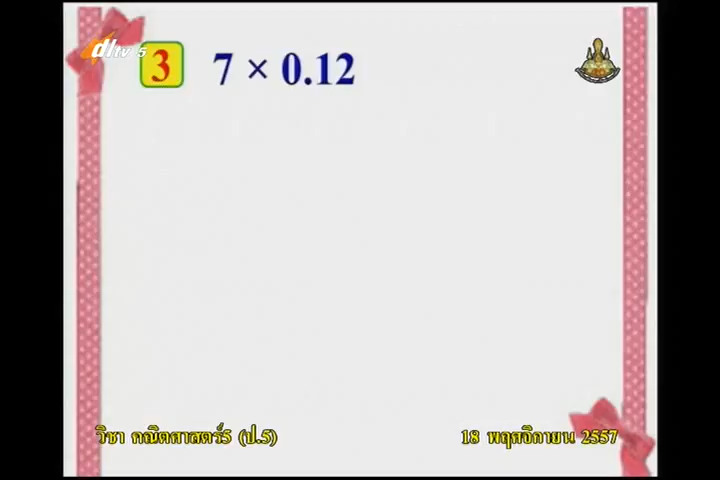 dltv 5
3 7 × 0.12
วิชา คณิตศาสตร์5 (ป.5)
18 พฤศจิกายน 2557